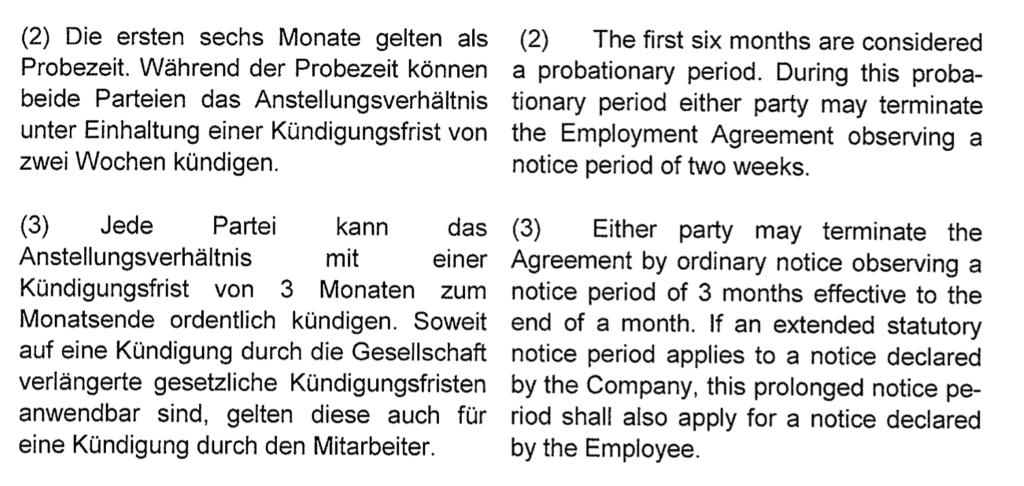 (2) Die ersten sechs Monate gelten als
Probezeit. Während der Probezeit können
beide Parteien das Anstellungsverhältnis
unter Einhaltung einer Kündigungsfrist von
zwei Wochen kündigen.
(3) Jede Partei kann das
Anstellungsverhältnis mit einer
Kündigungsfrist von 3 Monaten zum
Monatsende ordentlich kündigen. Soweit
auf eine Kündigung durch die Gesellschaft
verlängerte gesetzliche Kündigungsfristen
anwendbar sind, gelten diese auch für
eine Kündigung durch den Mitarbeiter.
(2) The first six months are considered
a probationary period. During this proba-
tionary period either party may terminate
the Employment Agreement observing a
notice period of two weeks.
(3) Either party may terminate the
Agreement by ordinary notice observing a
notice period of 3 months effective to the
end of a month. If an extended statutory
notice period applies to a notice declared
by the Company, this prolonged notice pe-
riod shall also apply for a notice declared
by the Employee.